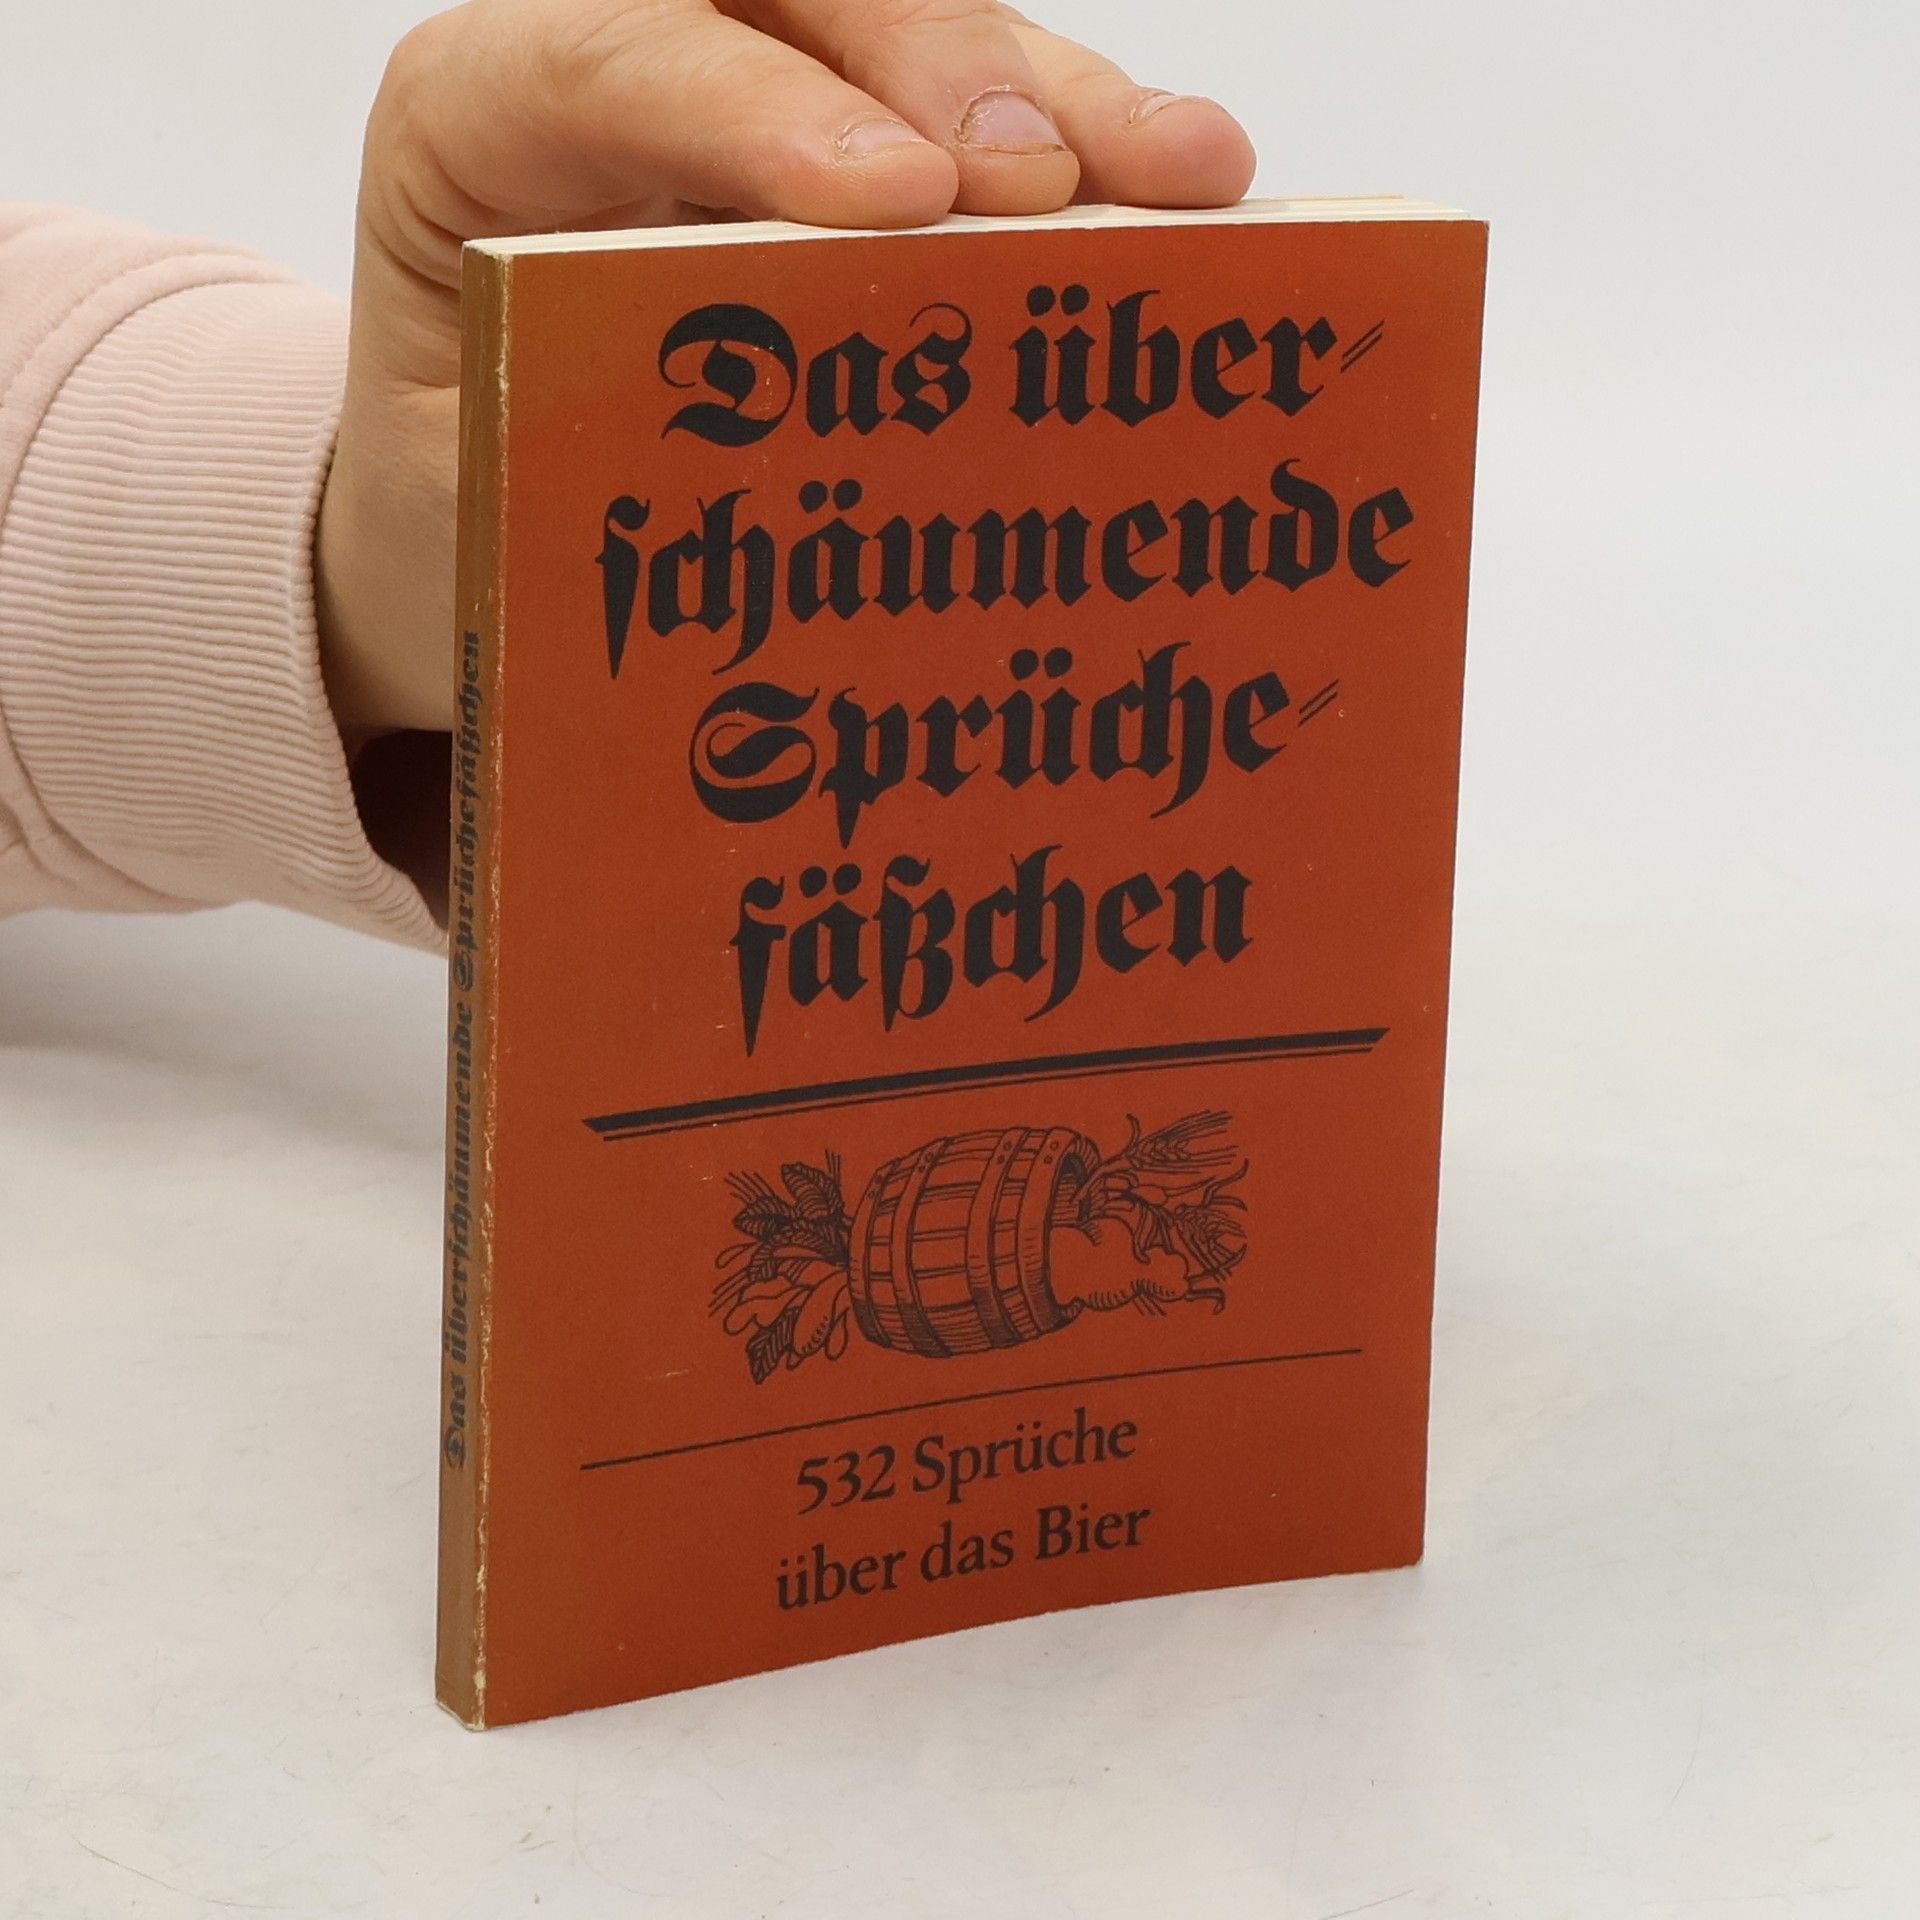 Das über-
schäumende
Sprüche-
fäßchen
532 Sprüche
über das Bier
Das überschäumende Sprüchefäßchen